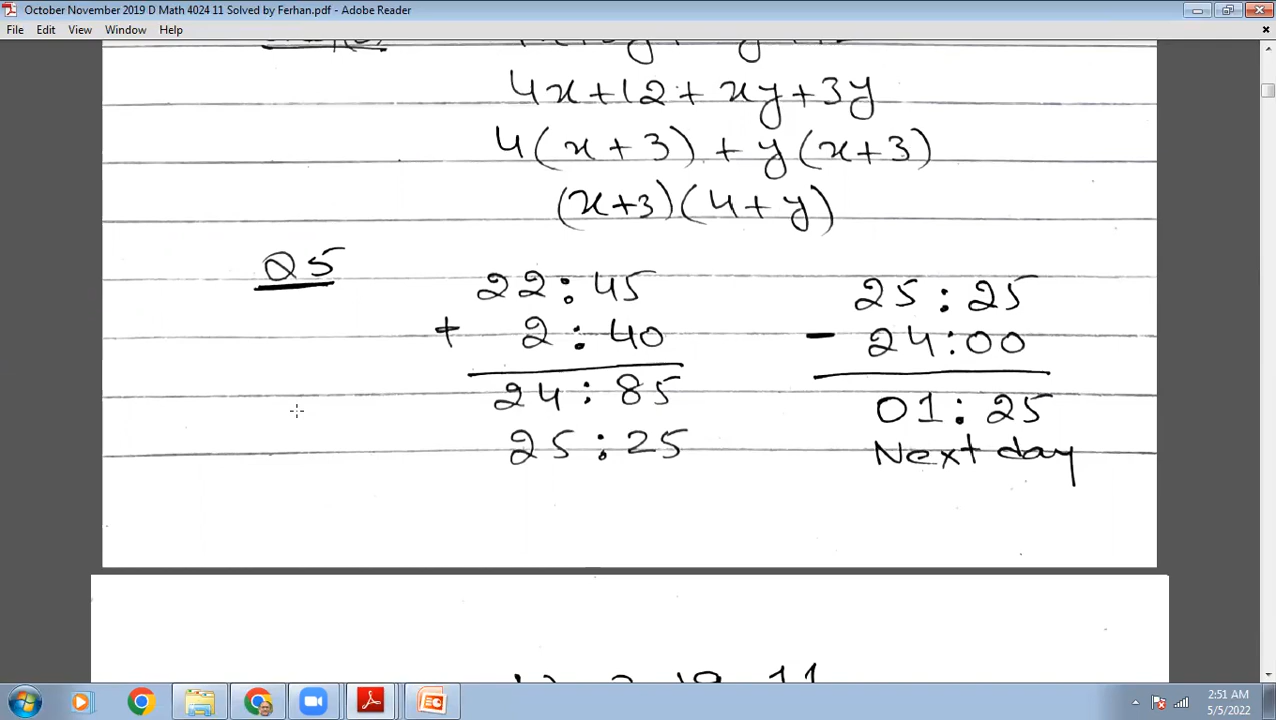 October November 2019 D Math 4024 11 Solved by Ferhan.pdf - Adobe Reader
File Edit View Window Help
4x+12+xy+3y
4(x+3)+y(x+3)
(x+3)(4+y)
Q5
22:45
+ 2:40
24:85
25:25
25:25
- 24:00
01:25
Next day
2:51 AM
5/5/2022